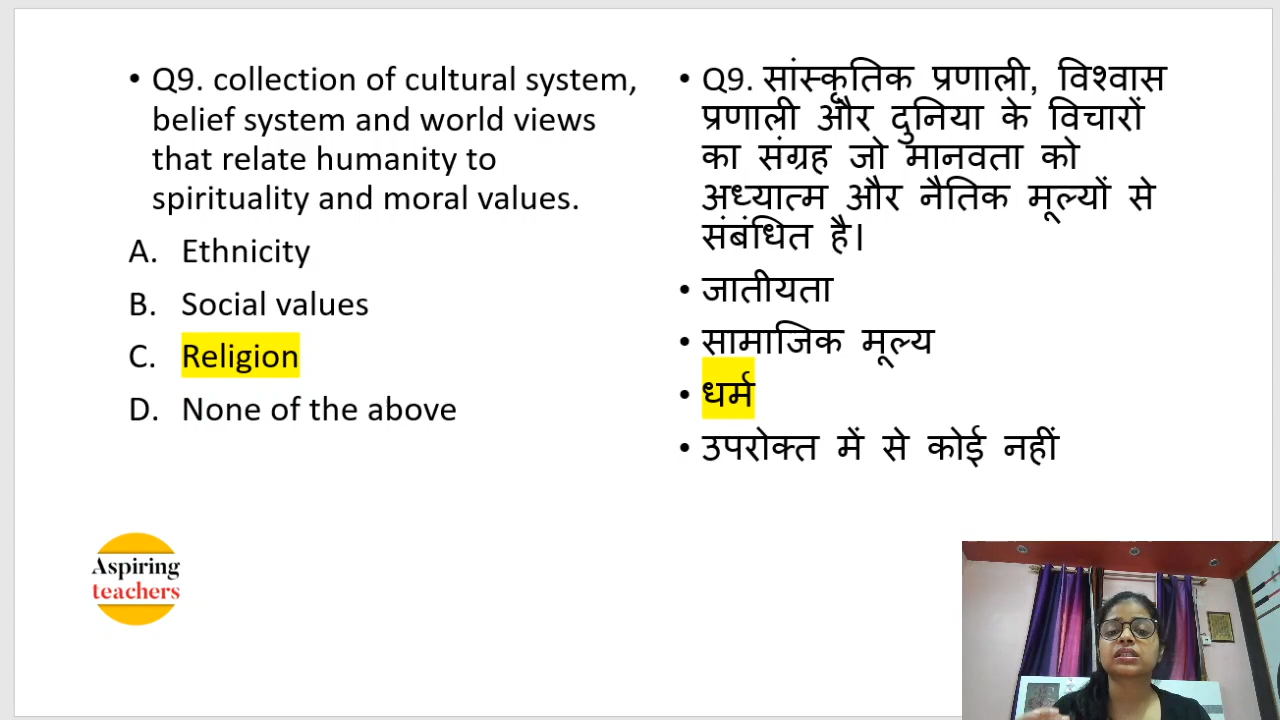 • Q9. collection of cultural system,
belief system and world views
that relate humanity to
spirituality and moral values.
A. Ethnicity
B. Social values
C. Religion
D. None of the above
• Q9. सांस्कृतिक प्रणाली, विश्वास
प्रणाली और दुनिया के विचारों
का संग्रह जो मानवता को
अध्यात्म और नैतिक मूल्यों से
संबंधित है।
• जातीयता
• सामाजिक मूल्य
• धर्म
• उपरोक्त में से कोई नहीं
Aspiring
teachers